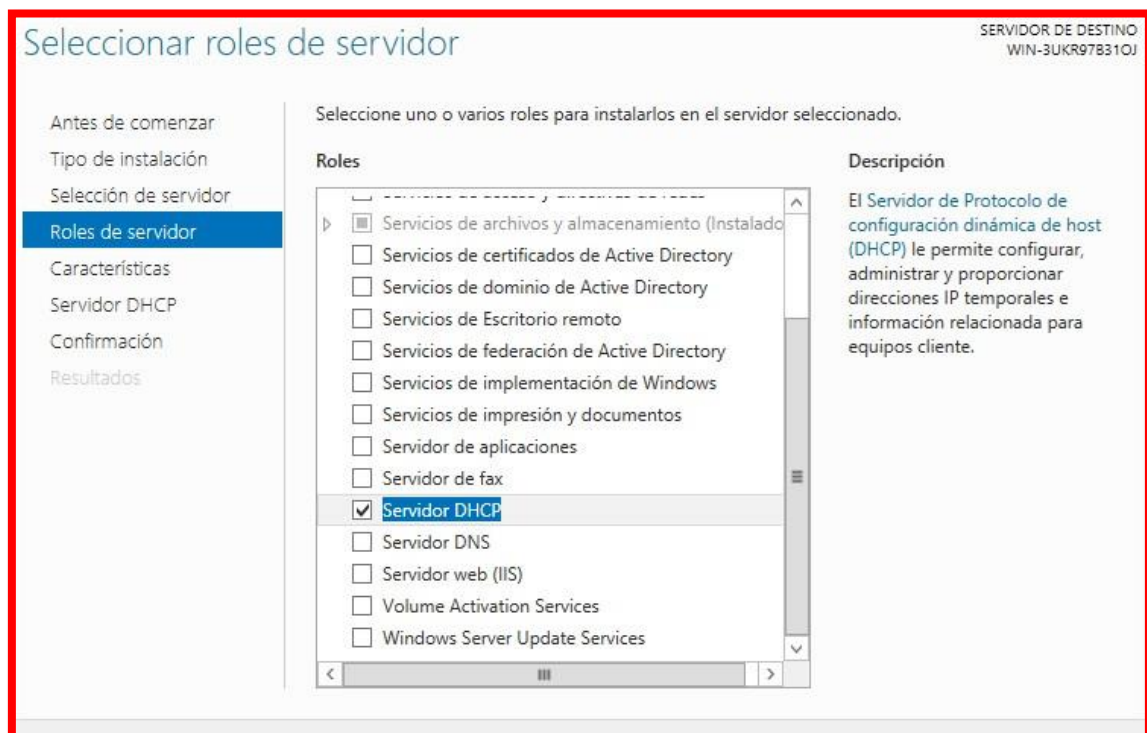 Seleccionar roles de servidor
SERVIDOR DE DESTINO
WIN-3UKR97B31OJ
Antes de comenzar
Tipo de instalación
Selección de servidor
Roles de servidor
Características
Servidor DHCP
Confirmación
Resultados
Seleccione uno o varios roles para instalarlos en el servidor seleccionado.
Roles
Servicios de archivos y almacenamiento (Instalado
Servicios de certificados de Active Directory
Servicios de dominio de Active Directory
Servicios de Escritorio remoto
Servicios de federación de Active Directory
Servicios de implementación de Windows
Servicios de impresión y documentos
Servidor de aplicaciones
Servidor de fax
Servidor DHCP
Servidor DNS
Servidor web (IIS)
Volume Activation Services
Windows Server Update Services
Descripción
El Servidor de Protocolo de
configuración dinámica de host
(DHCP) le permite configurar,
administrar y proporcionar
direcciones IP temporales e
información relacionada para
equipos cliente.